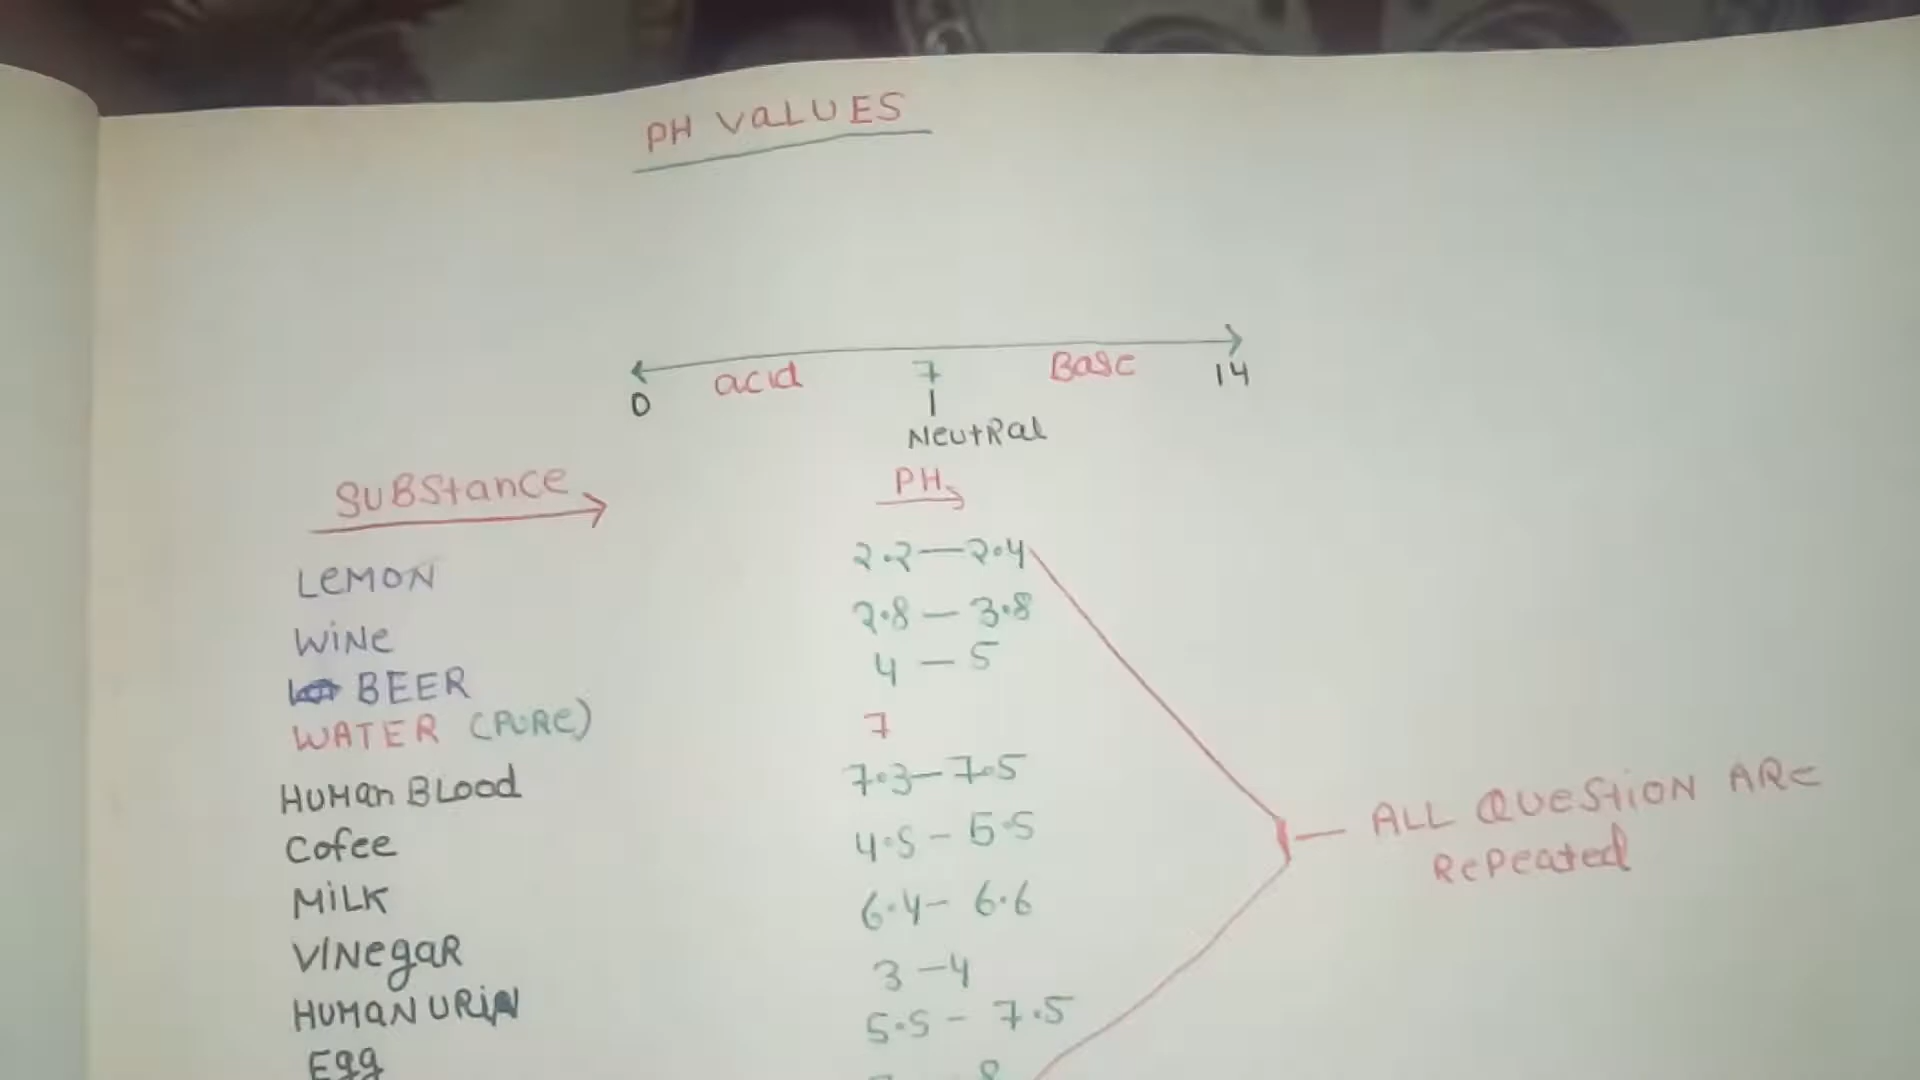 PH VALUES
0 acid 7 Base 14
Neutral
SUBStance PH
LEMON 2.2—2.4
WiNe 2.8 — 3.8
BEER 4 — 5
WATER (PURe) 7
HUMan BLood 7.3—7.5
Cofee 4.5 - 5.5
MiLK 6.4- 6.6
ALL QUeStiON ARe
RePeated
VINegaR 3 -4
HUMaN URiN 5.5 - 7.5
Egg 8